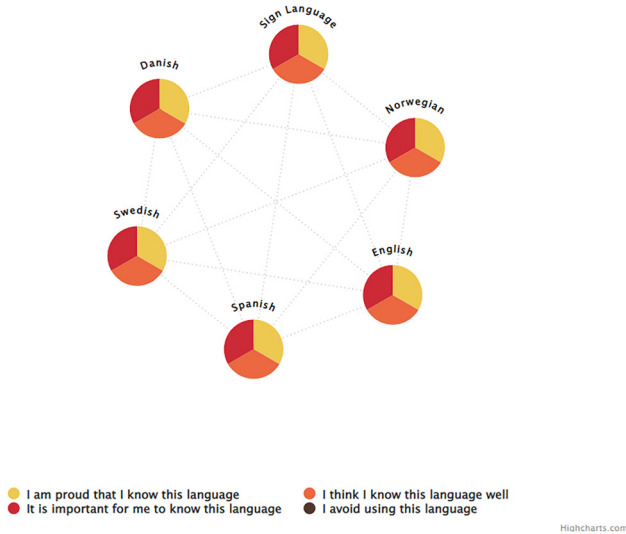 Sign Language
Danish
Norwegian
Swedish
English
Spanish
I am proud that I know this language
I think I know this language well
It is important for me to know this language
I avoid using this language
Highcharts.com